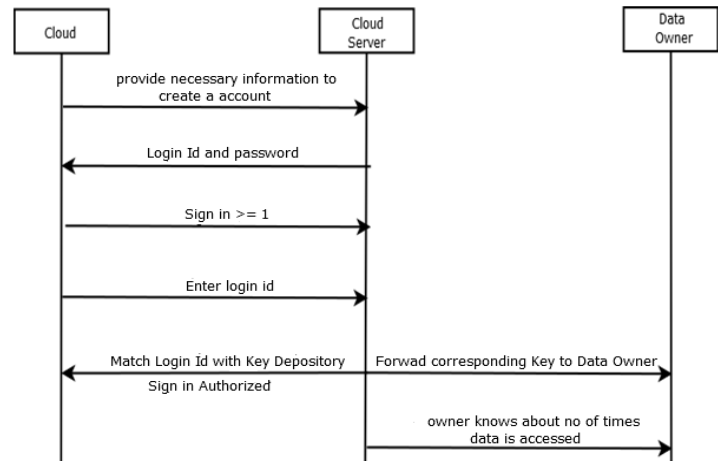 Cloud
Cloud
Server
Data
Owner
provide necessary information to
create a account
Login Id and password
Sign in >= 1
Enter login id
Match Login Id with Key Depository
Forwad corresponding Key to Data Owner
Sign in Authorized
owner knows about no of times
data is accessed